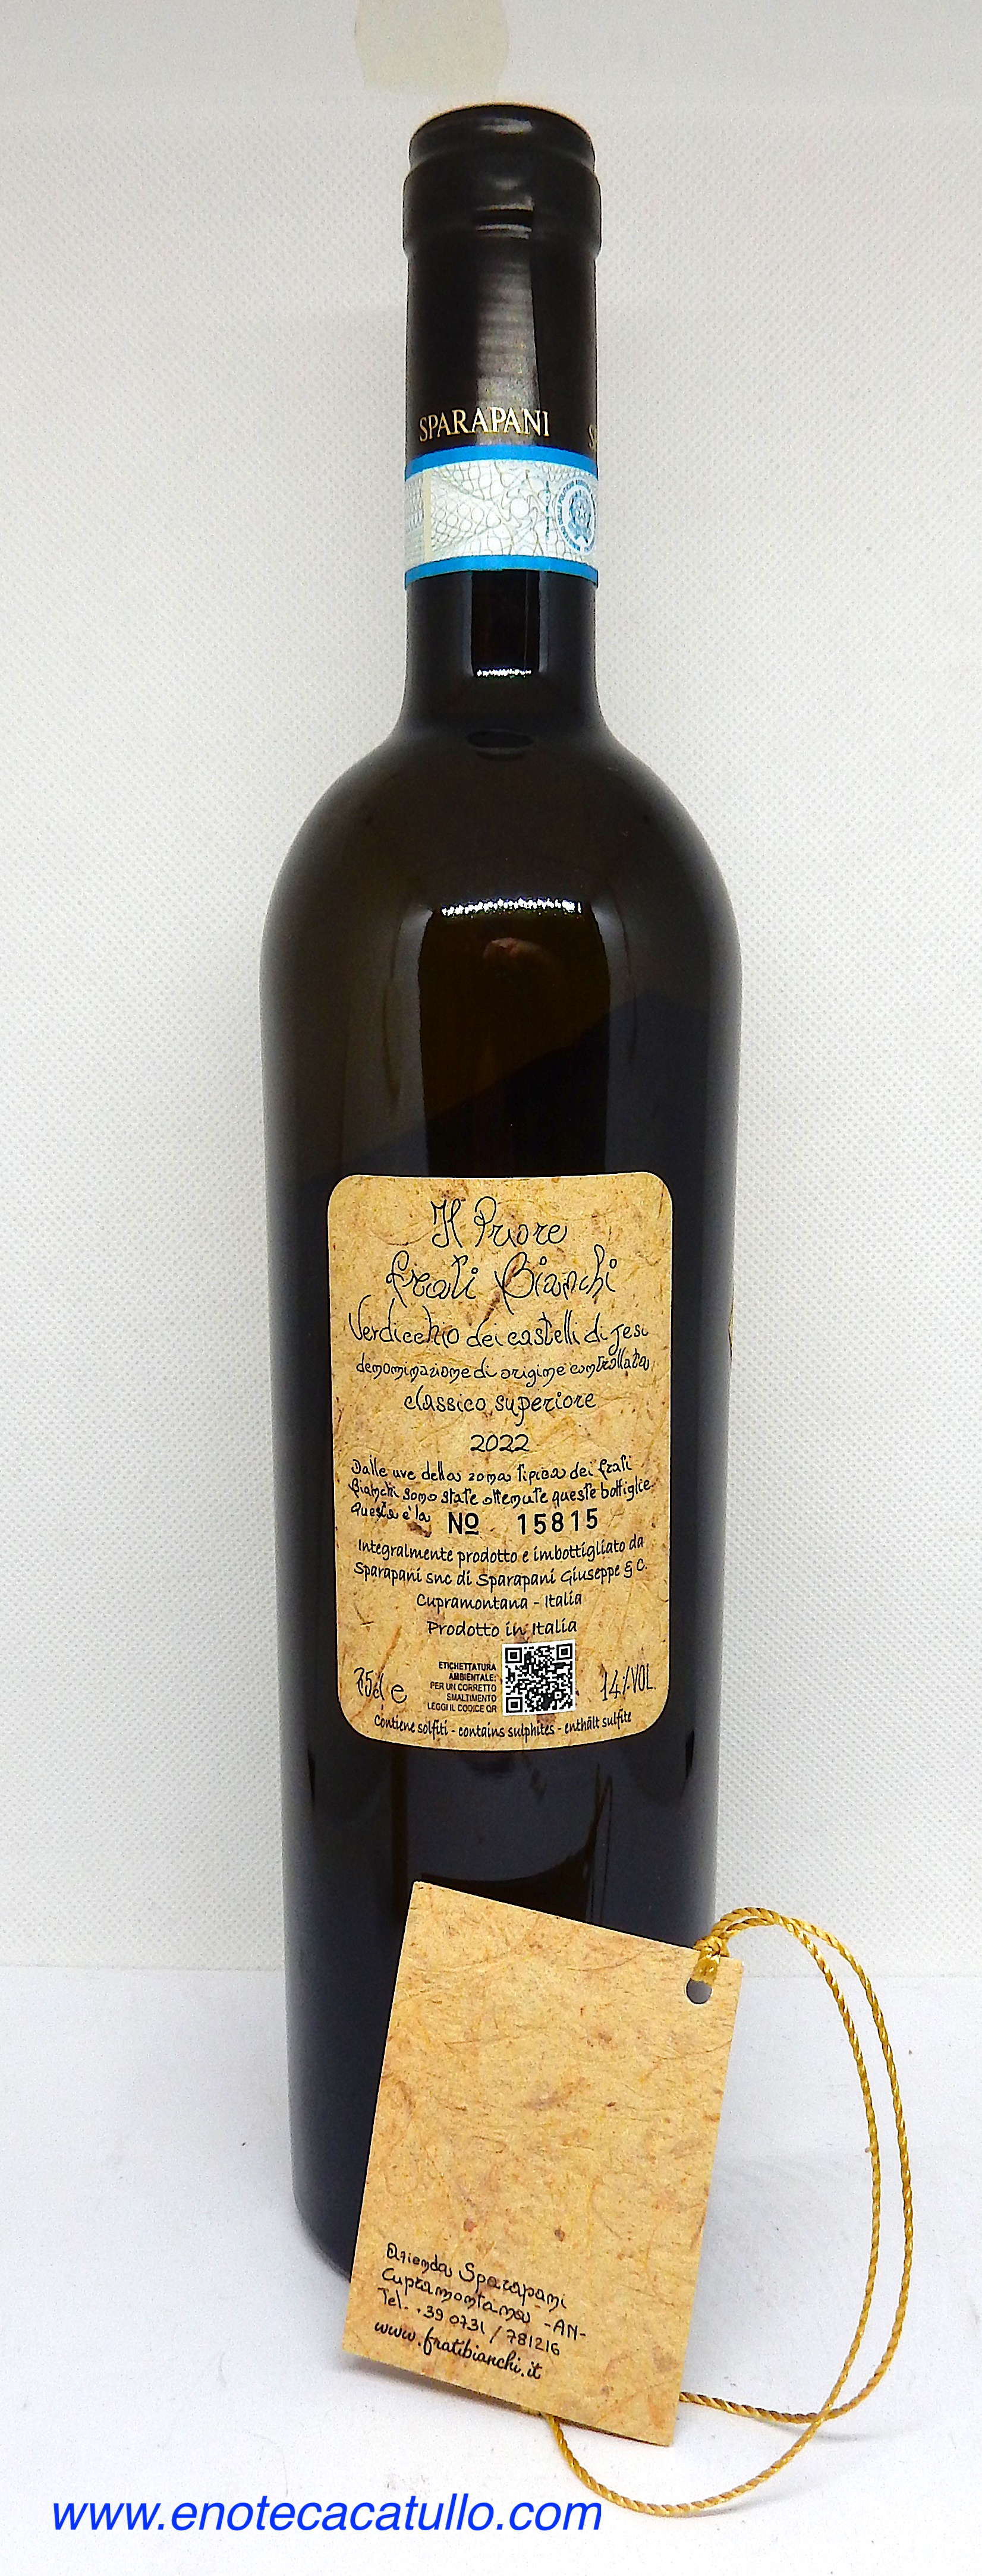 SPARAPANI
Il Priore
frati Bianchi
Verdicchio dei castelli di Jesi
denominazione di origine controllata
classico superiore
2022
Dalle uve della zona tipica dei frati
Bianchi sono state ottenute queste bottiglie.
Questa è la No 15815
Integralmente prodotto e imbottigliato da
Sparapani snc di Sparapani Giuseppe & C.
Cupramontana - Italia
Prodotto in Italia
75cl e
ETICHETTATURA
AMBIENTALE:
PER UN CORRETTO
SMALTIMENTO
LEGGI IL CODICE QR
14%VOL.
Contiene solfiti - contains sulphites - enthält sulfite
Azienda Sparapani
Cupramontana -AN-
Tel. +39 0731 / 781216
www.fratibianchi.it
www.enotecacatullo.com